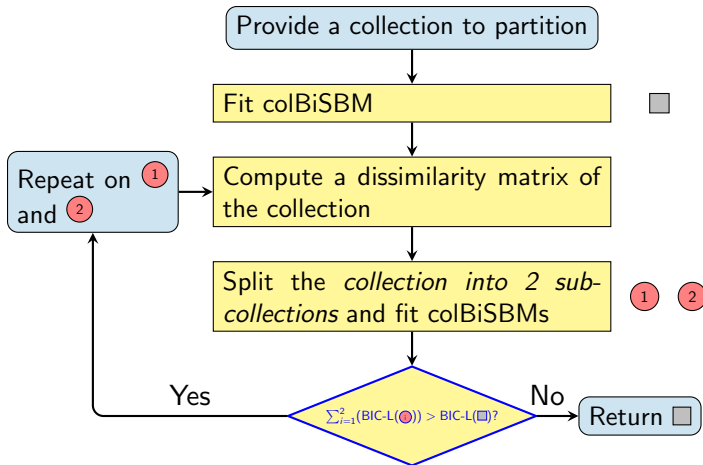 Provide a collection to partition
Fit colBiSBM
Repeat on 1
and 2
Compute a dissimilarity matrix of
the collection
Split the collection into 2 sub-
collections and fit colBiSBMs
1 2
Yes
No
∑²ᵢ₌₁(BIC-L(i)) > BIC-L(□)?
Return